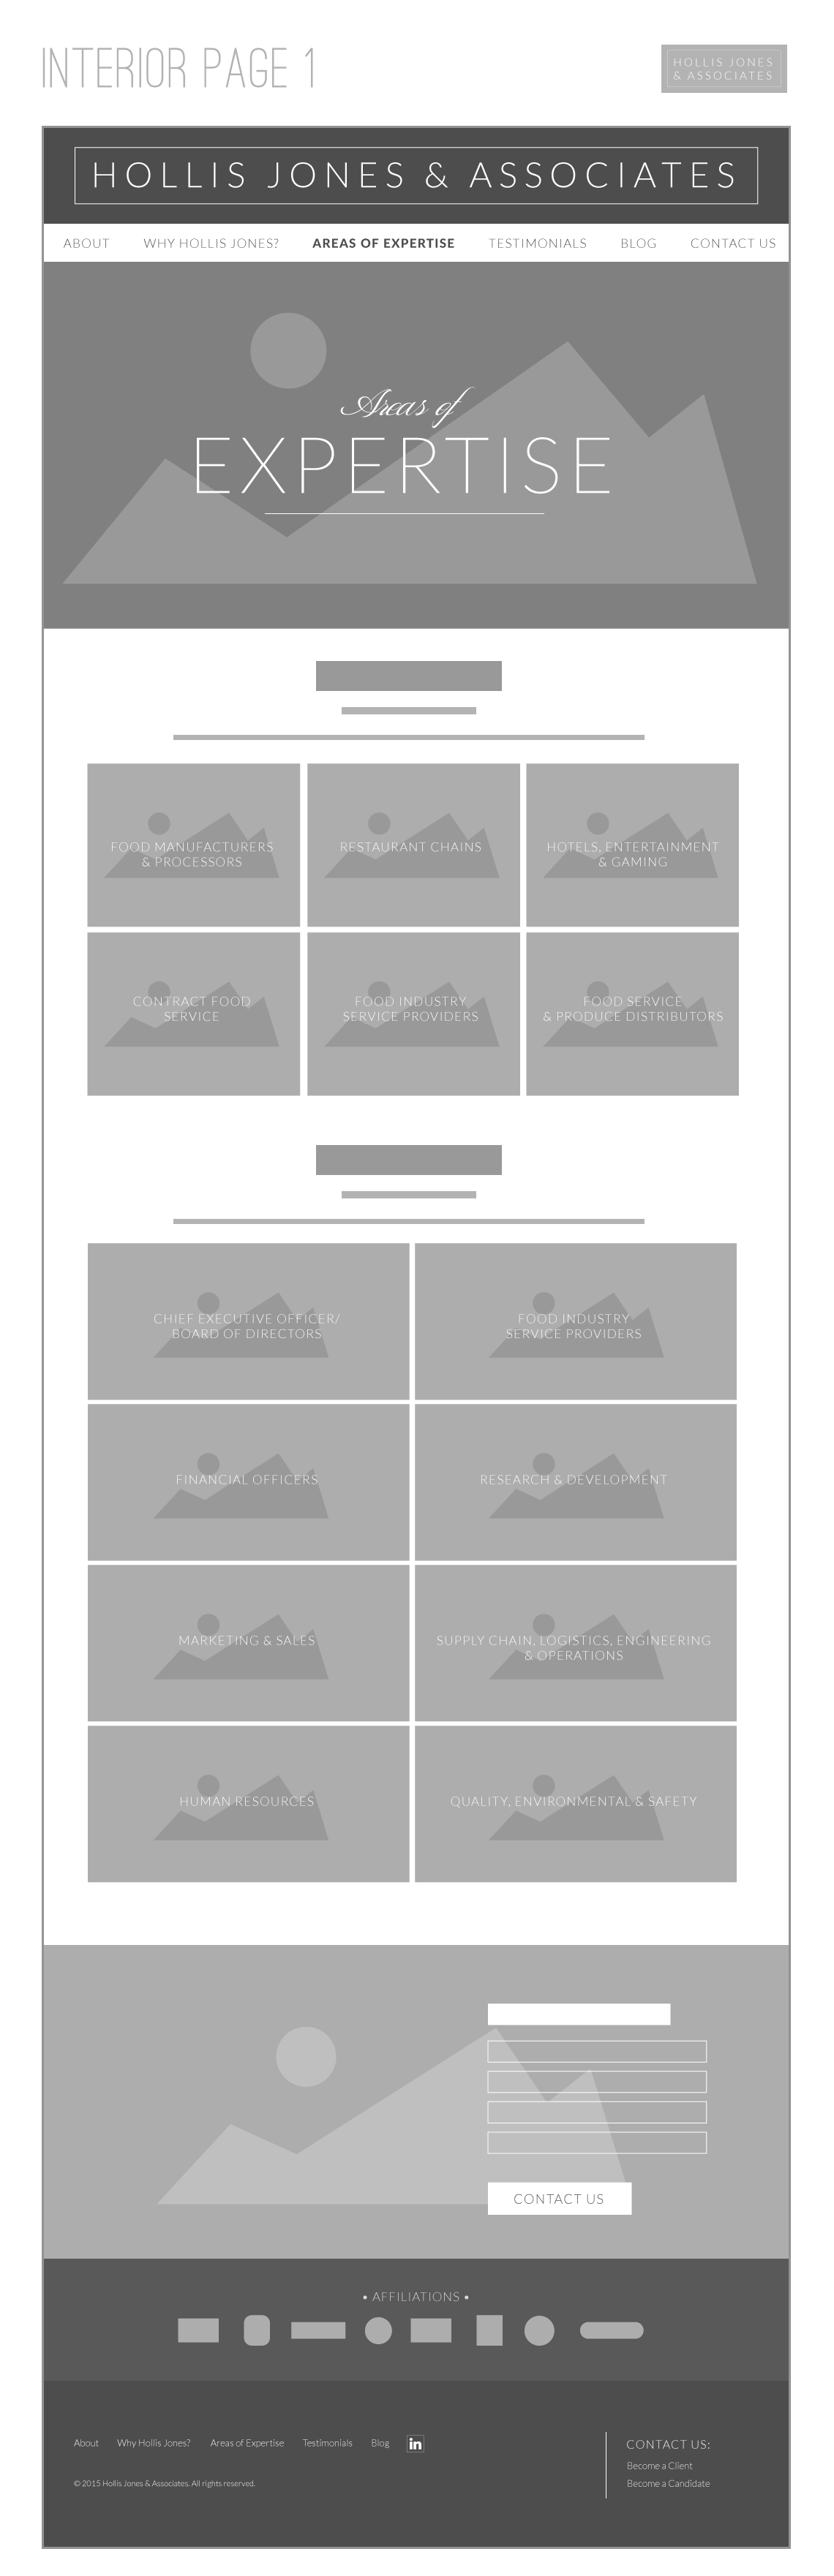 INTERIOR PAGE 1
HOLLIS JONES
& ASSOCIATES
HOLLIS JONES & ASSOCIATES
ABOUT WHY HOLLIS JONES? AREAS OF EXPERTISE TESTIMONIALS BLOG CONTACT US
Areas of
EXPERTISE
FOOD MANUFACTURERS
& PROCESSORS
RESTAURANT CHAINS
HOTELS, ENTERTAINMENT
& GAMING
CONTRACT FOOD
SERVICE
FOOD INDUSTRY
SERVICE PROVIDERS
FOOD SERVICE
& PRODUCE DISTRIBUTORS
CHIEF EXECUTIVE OFFICER/
BOARD OF DIRECTORS
FOOD INDUSTRY
SERVICE PROVIDERS
FINANCIAL OFFICERS
RESEARCH & DEVELOPMENT
MARKETING & SALES
SUPPLY CHAIN, LOGISTICS, ENGINEERING
& OPERATIONS
HUMAN RESOURCES
QUALITY, ENVIRONMENTAL & SAFETY
CONTACT US
• AFFILIATIONS •
About Why Hollis Jones? Areas of Expertise Testimonials Blog in
© 2015 Hollis Jones & Associates. All rights reserved.
CONTACT US:
Become a Client
Become a Candidate